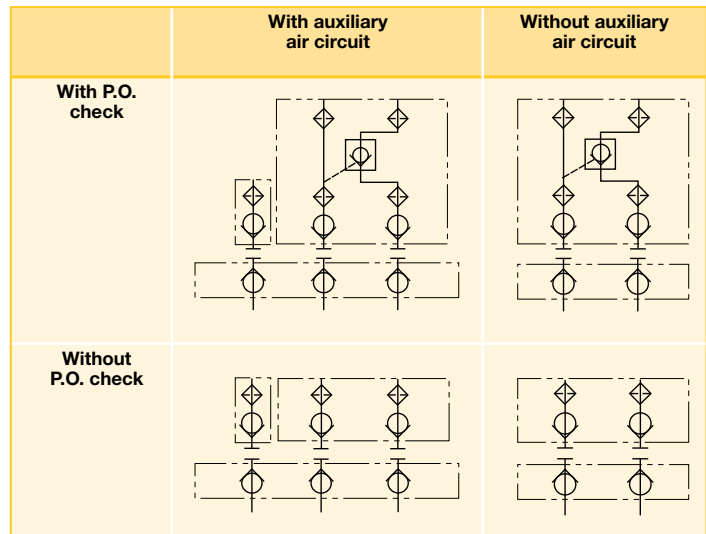 With auxiliary
air circuit
Without auxiliary
air circuit
With P.O.
check
Without
P.O. check